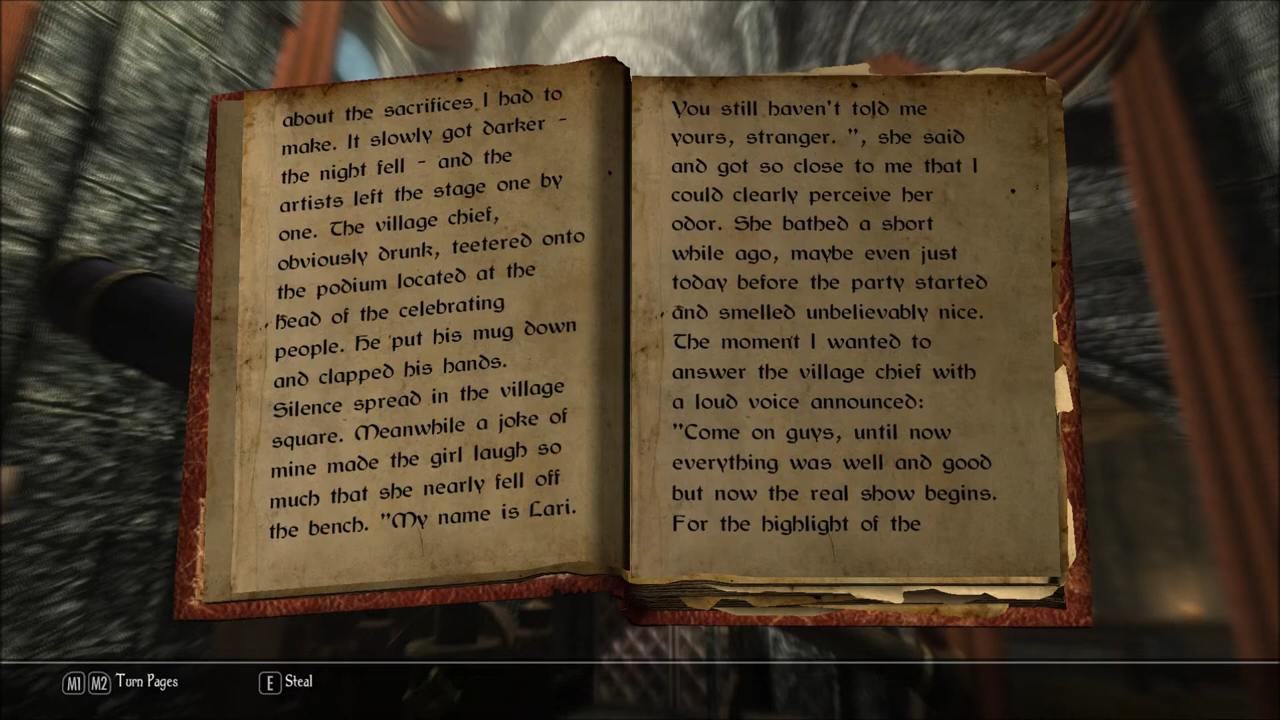 about the sacrifices I had to
make. It slowly got darker -
the night fell - and the
artists left the stage one by
one. The village chief,
obviously drunk, teetered onto
the podium located at the
head of the celebrating
people. He put his mug down
and clapped his hands.
Silence spread in the village
square. Meanwhile a joke of
mine made the girl laugh so
much that she nearly fell off
the bench. "My name is Lari.
You still haven't told me
yours, stranger. ", she said
and got so close to me that I
could clearly perceive her
odor. She bathed a short
while ago, maybe even just
today before the party started
and smelled unbelievably nice.
The moment I wanted to
answer the village chief with
a loud voice announced:
"Come on guys, until now
everything was well and good
but now the real show begins.
For the highlight of the
M1 M2 Turn Pages
E Steal